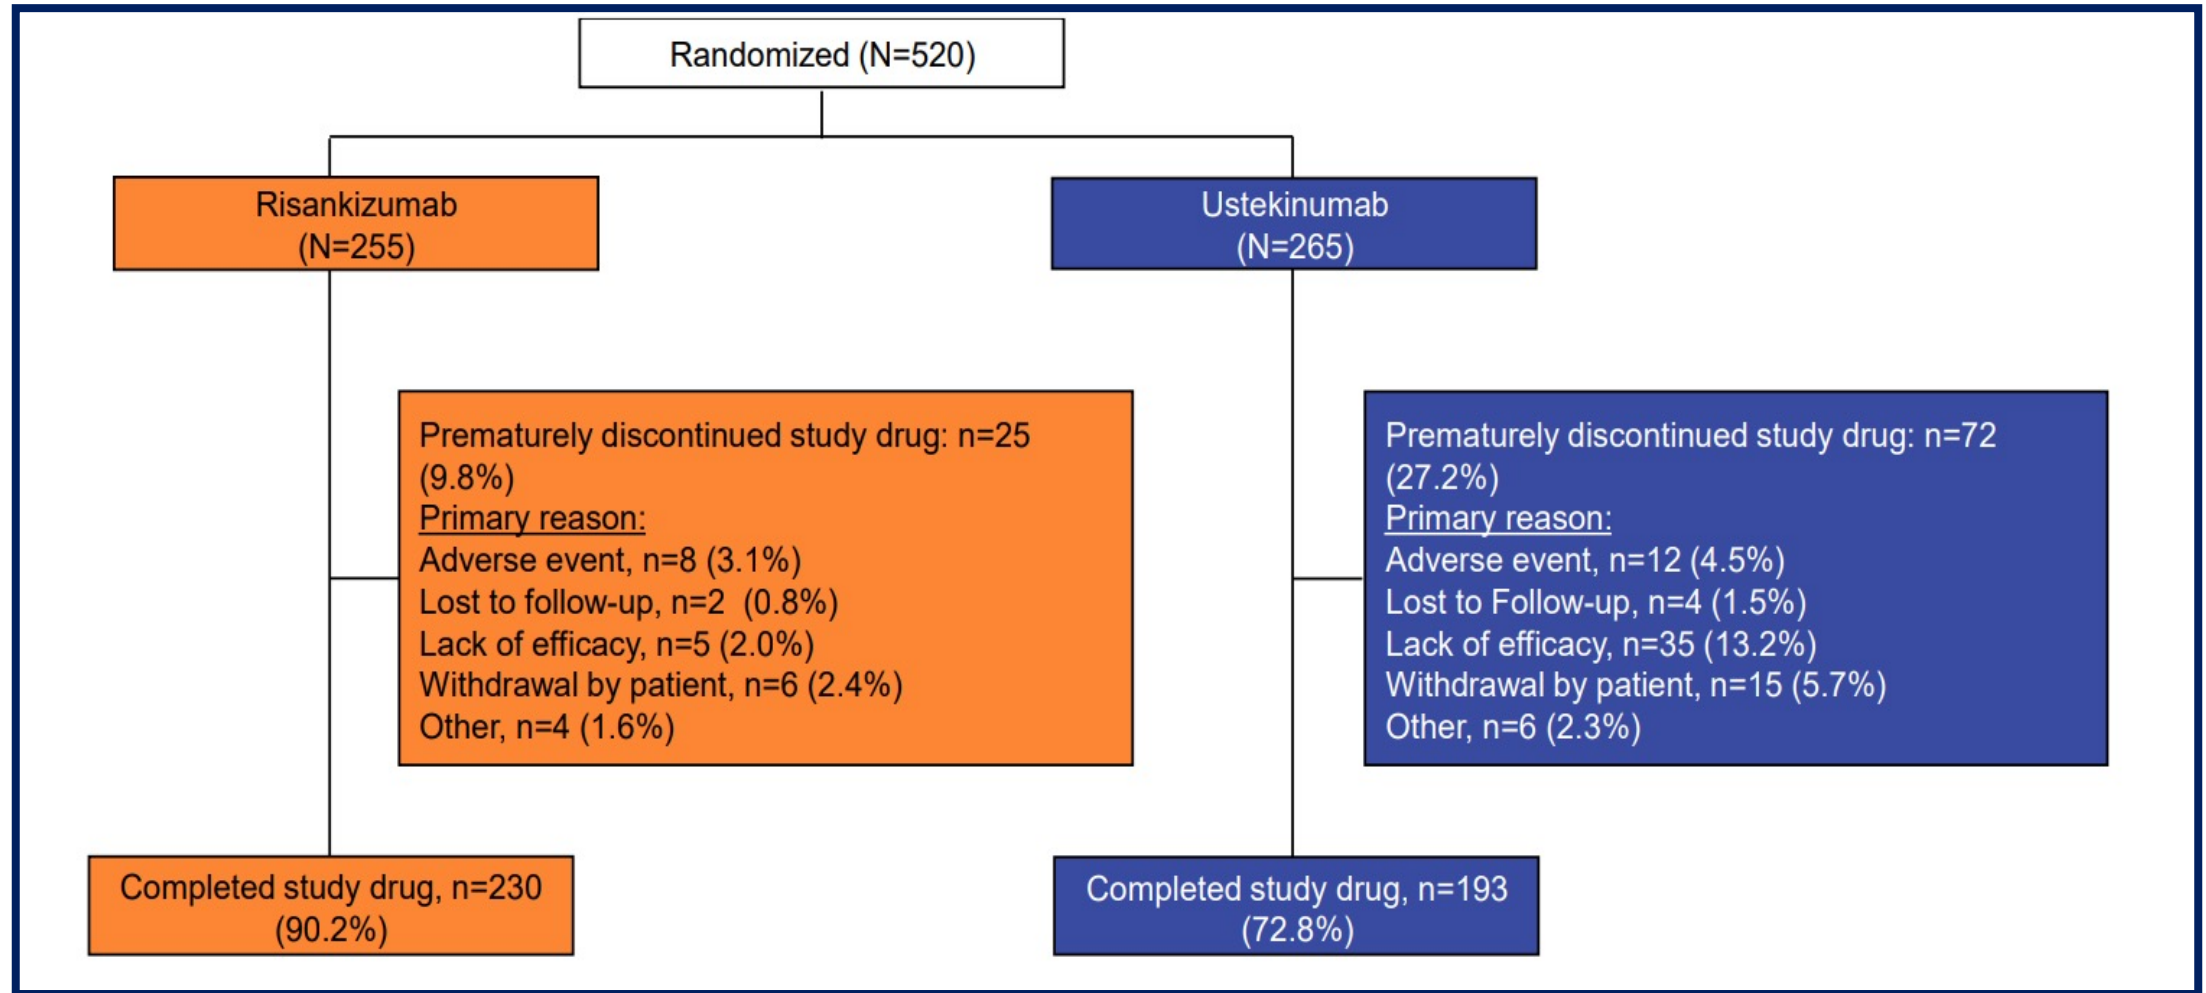 Randomized (N=520)
Risankizumab
(N=255)
Ustekinumab
(N=265)
Prematurely discontinued study drug: n=25
(9.8%)
Primary reason:
Adverse event, n=8 (3.1%)
Lost to follow-up, n=2  (0.8%)
Lack of efficacy, n=5 (2.0%)
Withdrawal by patient, n=6 (2.4%)
Other, n=4 (1.6%)
Prematurely discontinued study drug: n=72
(27.2%)
Primary reason:
Adverse event, n=12 (4.5%)
Lost to Follow-up, n=4 (1.5%)
Lack of efficacy, n=35 (13.2%)
Withdrawal by patient, n=15 (5.7%)
Other, n=6 (2.3%)
Completed study drug, n=230
(90.2%)
Completed study drug, n=193
(72.8%)